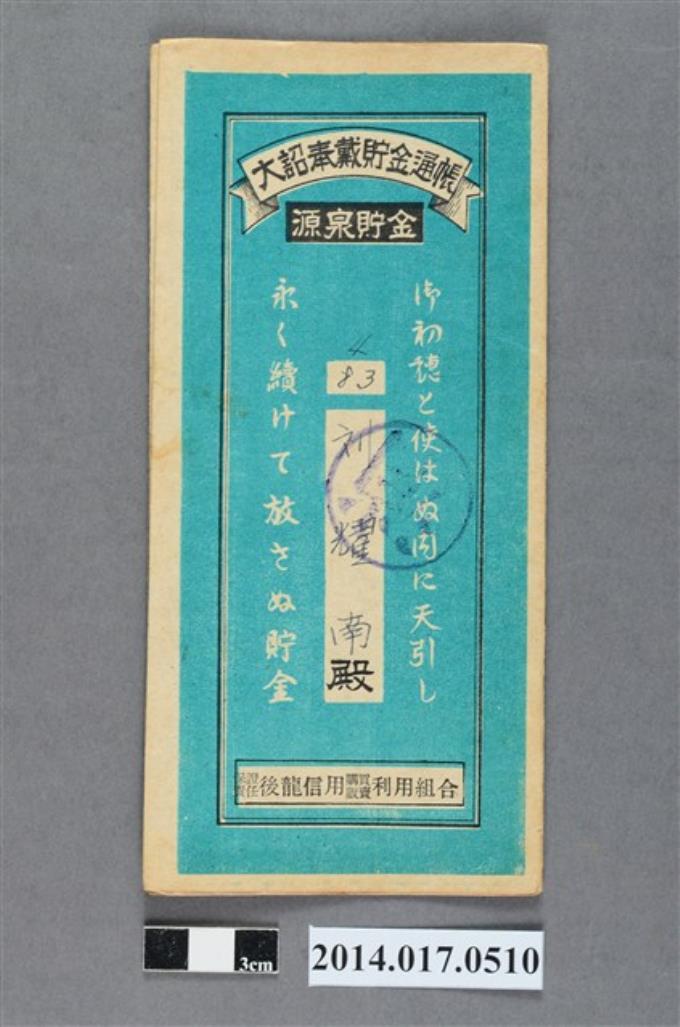 大詔奉戴貯金通帳
源泉貯金
御初穂と使はぬ内に天引し
4
83
耀南殿
永く續けて放さぬ貯金
保證責任後龍信用購買販賣利用組合
3cm
2014.017.0510